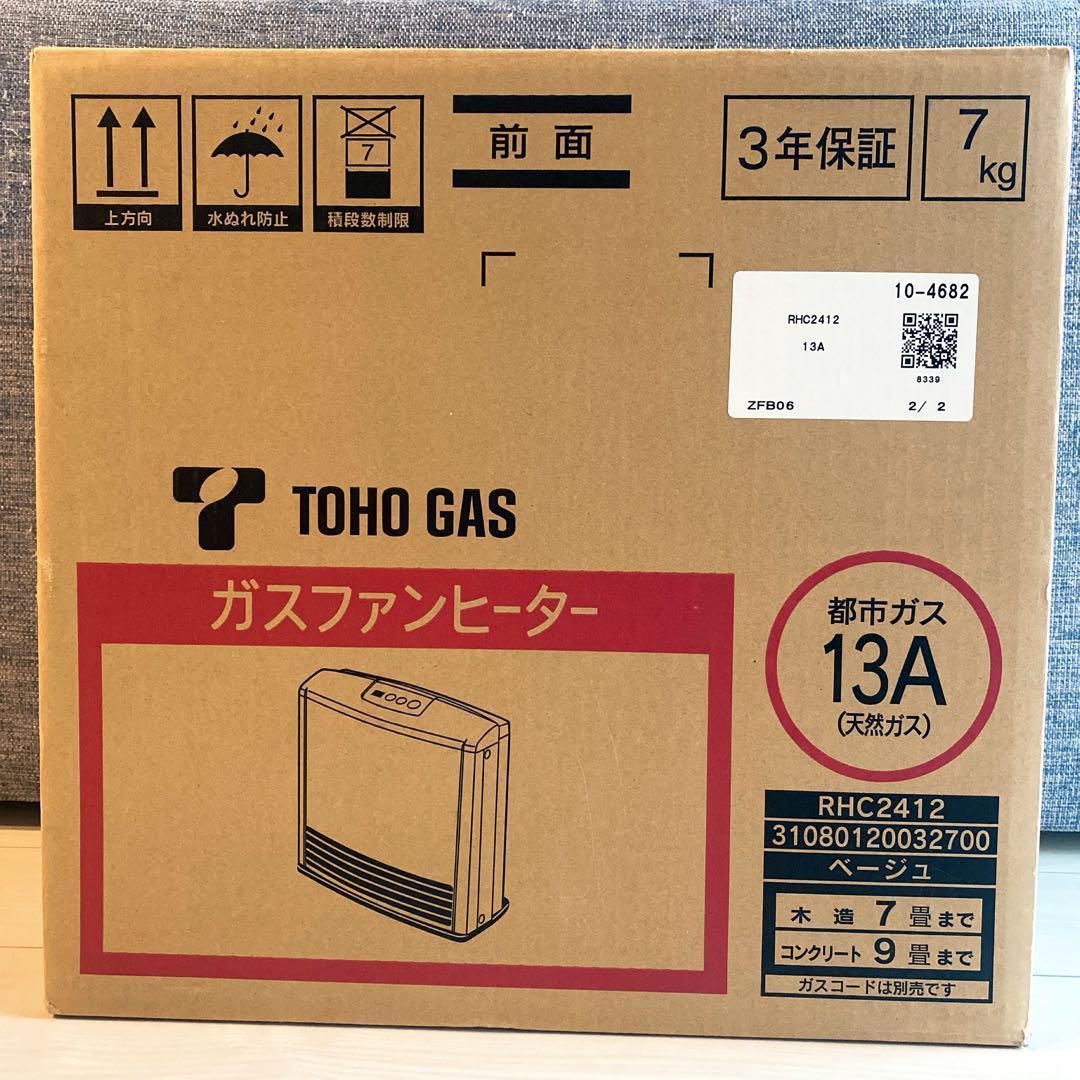 上方向
水ぬれ防止
7
積段数制限
前面
3年保証
7
kg
10-4682
RHC2412
13A
8339
ZFB06
2/ 2
TOHO GAS
ガスファンヒーター
都市ガス
13A
(天然ガス)
RHC2412
31080120032700
ベージュ
木造 7畳まで
コンクリート 9畳まで
ガスコードは別売です